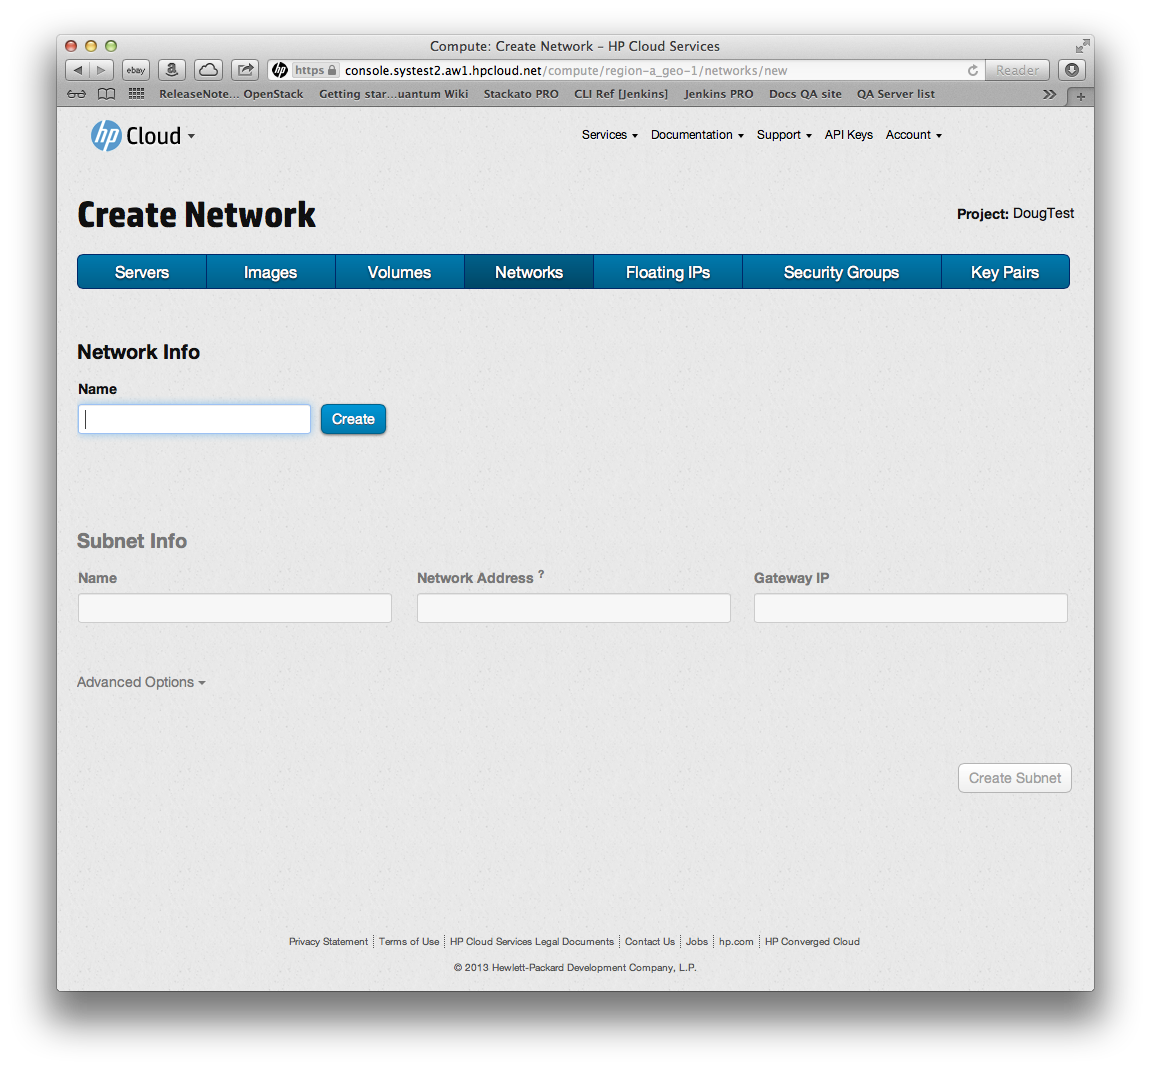 Compute: Create Network – HP Cloud Services
ebay a hp https console.systest2.aw1.hpcloud.net/compute/region-a_geo-1/networks/new Reader
ReleaseNote... OpenStack Getting star...uantum Wiki Stackato PRO CLI Ref [Jenkins] Jenkins PRO Docs QA site QA Server list >> +
hp Cloud Services Documentation Support API Keys Account
Create Network Project: DougTest
Servers Images Volumes Networks Floating IPs Security Groups Key Pairs
Network Info
Name
Create
Subnet Info
Name Network Address ? Gateway IP
Advanced Options
Create Subnet
Privacy Statement Terms of Use HP Cloud Services Legal Documents Contact Us Jobs hp.com HP Converged Cloud
© 2013 Hewlett-Packard Development Company, L.P.